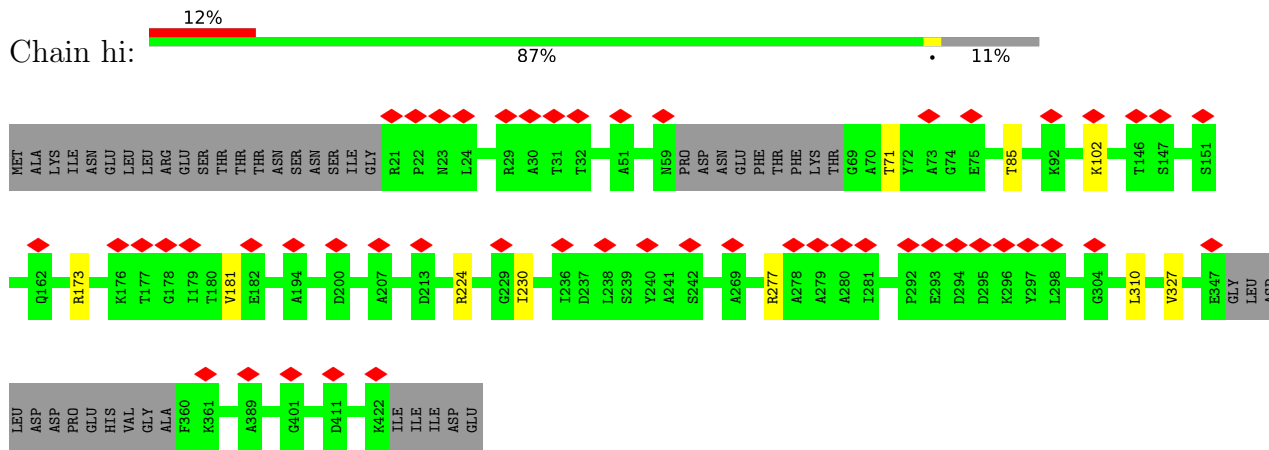 12%
Chain hi:
87% • 11%
MET ALA LYS ILE ASN GLU LEU LEU ARG GLU SER THR THR THR ASN SER ASN SER ILE GLY R21 P22 N23 L24 R29 A30 T31 T32 A51 N59 PRO ASP ASN GLU PHE THR PHE LYS THR G69 A70 T71 Y72 A73 G74 E75 T85 K92 K102 T146 S147 S151
Q162 R173 K176 T177 G178 I179 T180 V181 E182 A194 D200 A207 D213 R224 G229 I230 I236 D237 L238 S239 Y240 A241 S242 A269 R277 A278 A279 A280 I281 P292 E293 D294 D295 K296 Y297 L298 G304 L310 V327 E347 GLY LEU ASP
LEU ASP ASP PRO GLU HIS VAL GLY ALA F360 K361 A389 G401 D411 K422 ILE ILE ILE ASP GLU